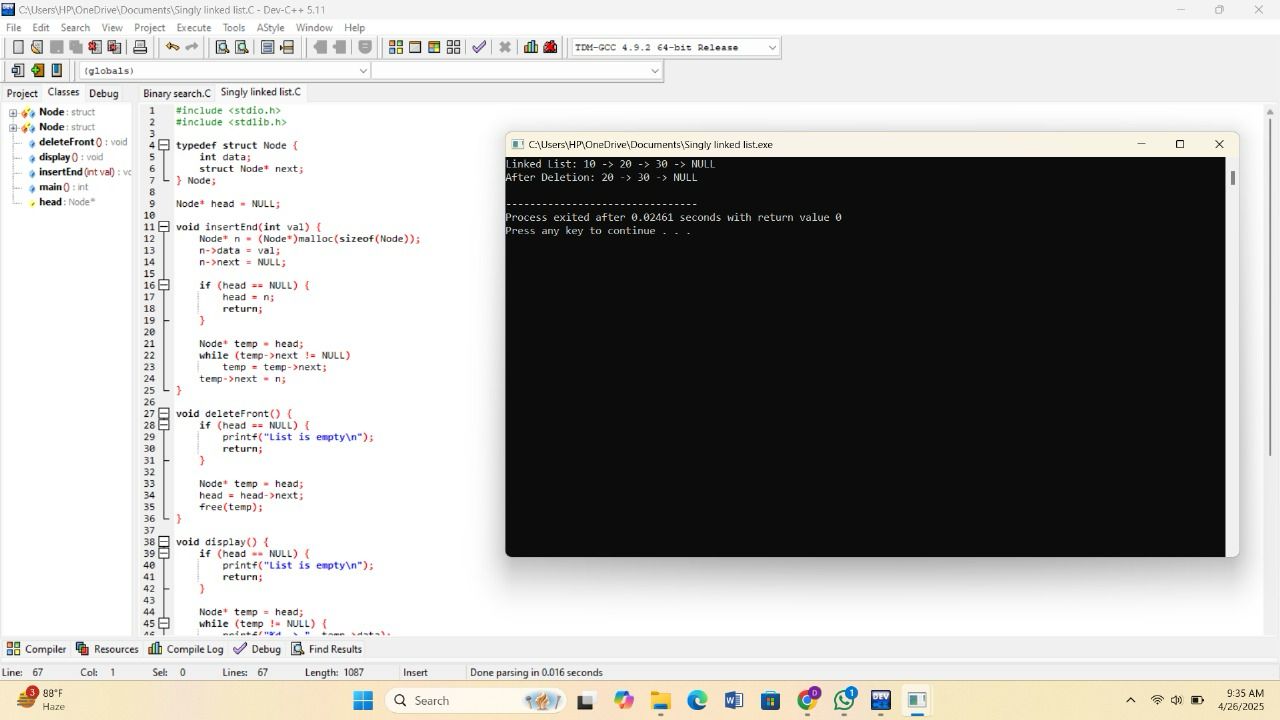 C:\Users\HP\OneDrive\Documents\Singly linked list.C - Dev-C++ 5.11
File Edit Search View Project Execute Tools AStyle Window Help
TDM-GCC 4.9.2 64-bit Release
(globals)
Project Classes Debug
Node : struct
Node : struct
deleteFront () : void
display () : void
insertEnd (int val) : vc
main () : int
head : Node*
Binary search.C Singly linked list.C
1 #include <stdio.h>
2 #include <stdlib.h>
3
4 typedef struct Node {
5 int data;
6 struct Node* next;
7 } Node;
8
9 Node* head = NULL;
10
11 void insertEnd(int val) {
12 Node* n = (Node*)malloc(sizeof(Node));
13 n->data = val;
14 n->next = NULL;
15
16 if (head == NULL) {
17 head = n;
18 return;
19 }
20
21 Node* temp = head;
22 while (temp->next != NULL)
23 temp = temp->next;
24 temp->next = n;
25 }
26
27 void deleteFront() {
28 if (head == NULL) {
29 printf("List is empty\n");
30 return;
31 }
32
33 Node* temp = head;
34 head = head->next;
35 free(temp);
36 }
37
38 void display() {
39 if (head == NULL) {
40 printf("List is empty\n");
41 return;
42 }
43
44 Node* temp = head;
45 while (temp != NULL) {
46 printf("%d -> ", temp->data);
C:\Users\HP\OneDrive\Documents\Singly linked list.exe
Linked List: 10 -> 20 -> 30 -> NULL
After Deletion: 20 -> 30 -> NULL
--------------------------------
Process exited after 0.02461 seconds with return value 0
Press any key to continue . . .
Compiler Resources Compile Log Debug Find Results
Line: 67 Col: 1 Sel: 0 Lines: 67 Length: 1087 Insert Done parsing in 0.016 seconds
3
88°F
Haze
Search
D
1
DEV
9:35 AM
4/26/2025